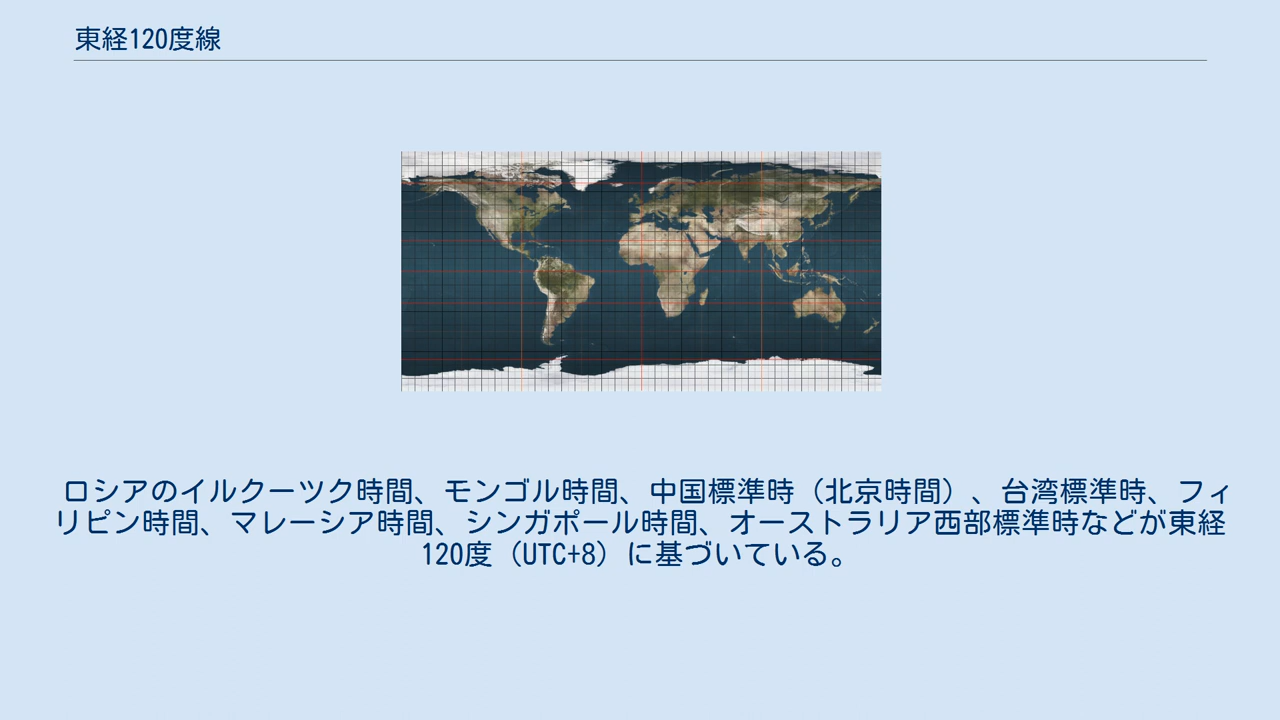 東経120度線
ロシアのイルクーツク時間、モンゴル時間、中国標準時（北京時間）、台湾標準時、フィ
リピン時間、マレーシア時間、シンガポール時間、オーストラリア西部標準時などが東経
120度（UTC+8）に基づいている。